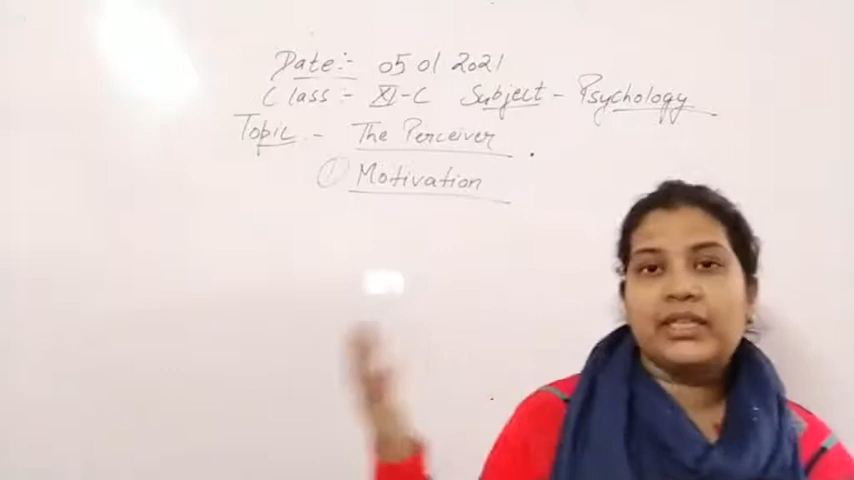 Date:- 05 01 2021
Class:- XI-C Subject - Psychology
Topic - The Perceiver
① Motivation